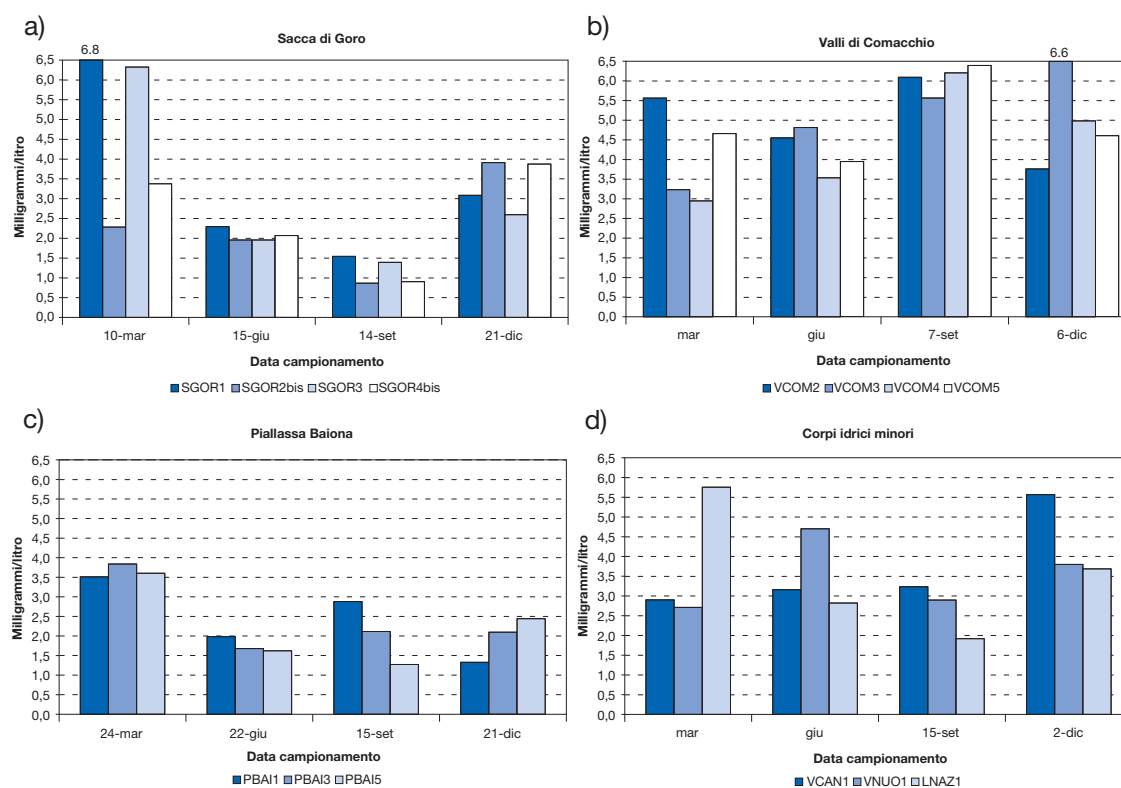 a)
Sacca di Goro
6.8
Milligrammi/litro
6,5
6,0
5,5
5,0
4,5
4,0
3,5
3,0
2,5
2,0
1,5
1,0
0,5
0,0
10-mar 15-giu 14-set 21-dic
Data campionamento
SGOR1 SGOR2bis SGOR3 SGOR4bis
b)
Valli di Comacchio
6.6
Milligrammi/litro
6,5
6,0
5,5
5,0
4,5
4,0
3,5
3,0
2,5
2,0
1,5
1,0
0,5
0,0
mar giu 7-set 6-dic
Data campionamento
VCOM2 VCOM3 VCOM4 VCOM5
c)
Piallassa Baiona
Milligrammi/litro
6,5
6,0
5,5
5,0
4,5
4,0
3,5
3,0
2,5
2,0
1,5
1,0
0,5
0,0
24-mar 22-giu 15-set 21-dic
Data campionamento
PBAI1 PBAI3 PBAI5
d)
Corpi idrici minori
Milligrammi/litro
6,5
6,0
5,5
5,0
4,5
4,0
3,5
3,0
2,5
2,0
1,5
1,0
0,5
0,0
mar giu 15-set 2-dic
Data campionamento
VCAN1 VNUO1 LNAZ1